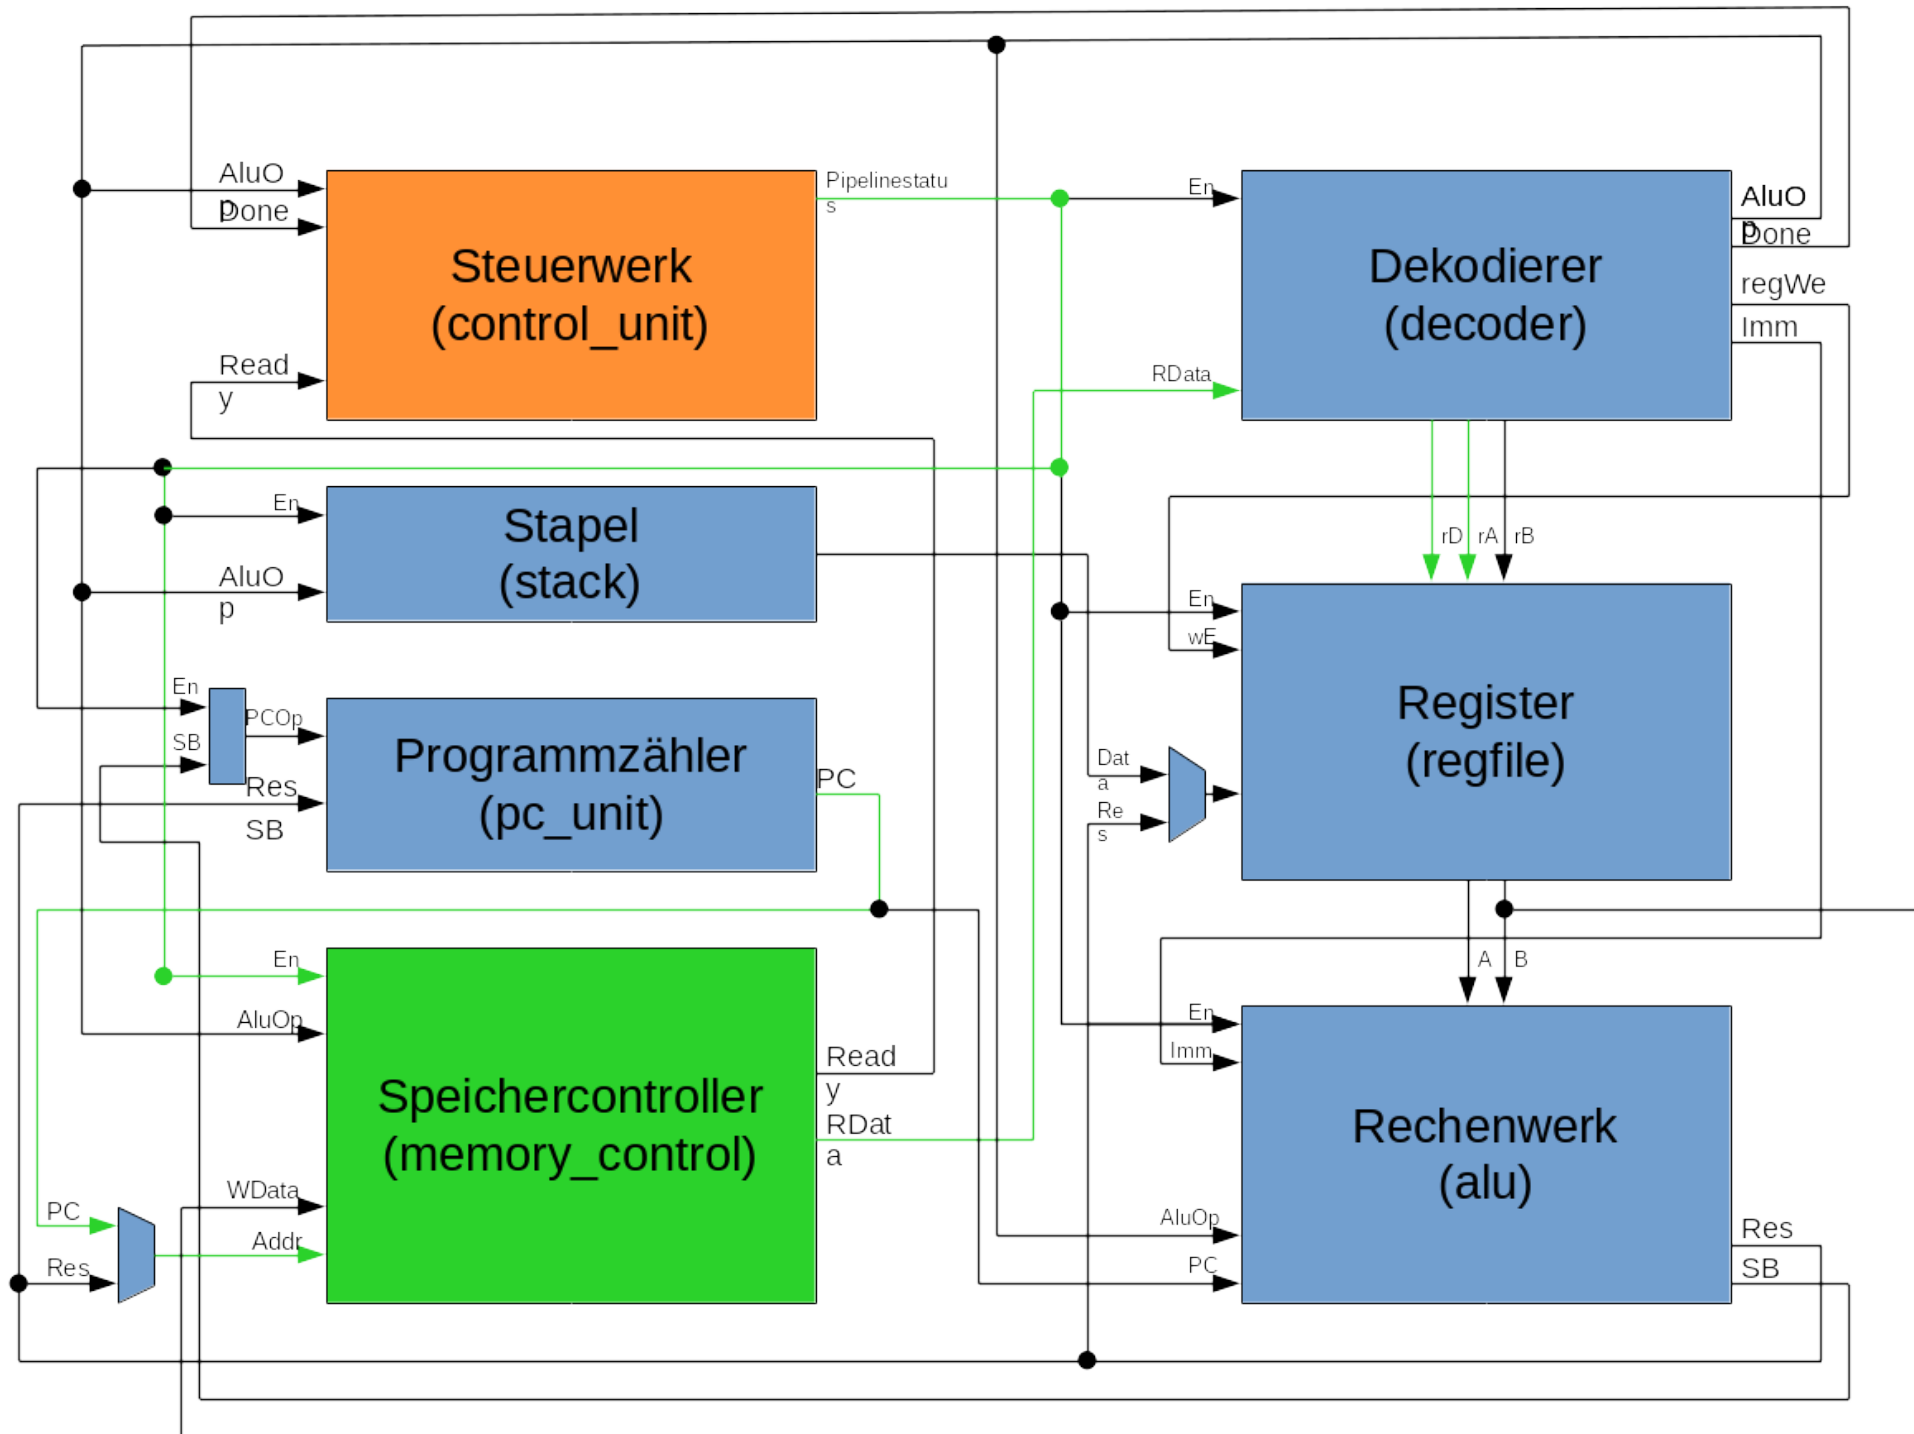 AluO
p
Done
Steuerwerk
(control_unit)
Read
y
Pipelinestatu
s
En
RData
Dekodierer
(decoder)
AluO
p
Done
regWe
Imm
En
AluO
p
Stapel
(stack)
rD
rA
rB
En
wE
Dat
a
Re
s
Register
(regfile)
En
SB
PCOp
Res
SB
Programmzähler
(pc_unit)
PC
A
B
En
AluOp
WData
Addr
PC
Res
Speichercontroller
(memory_control)
Read
y
RDat
a
En
Imm
AluOp
PC
Rechenwerk
(alu)
Res
SB